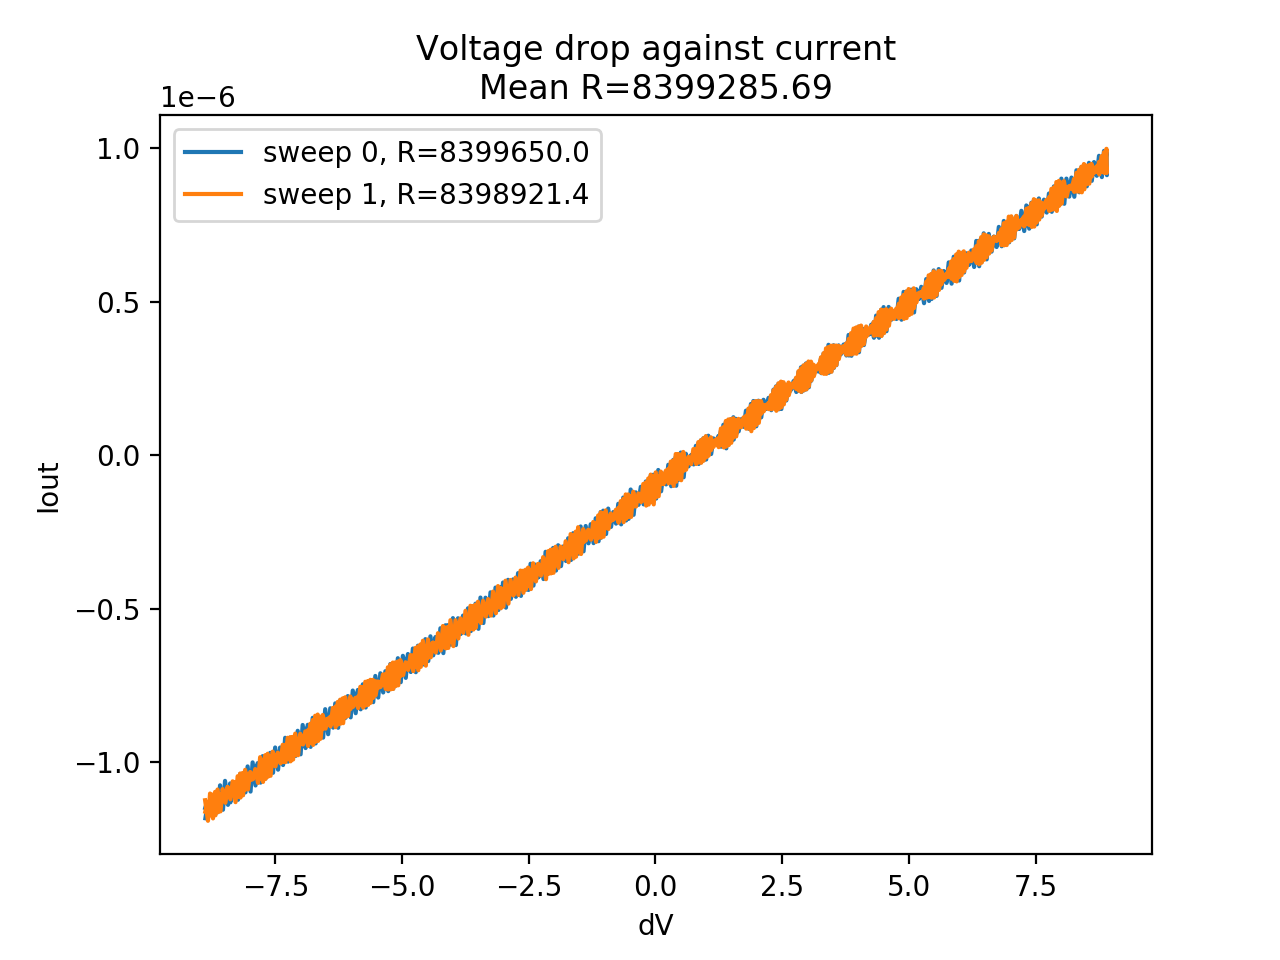 Voltage drop against current
Mean R=8399285.69
1e−6
sweep 0, R=8399650.0
sweep 1, R=8398921.4
1.0
0.5
0.0
−0.5
−1.0
Iout
−7.5
−5.0
−2.5
0.0
2.5
5.0
7.5
dV